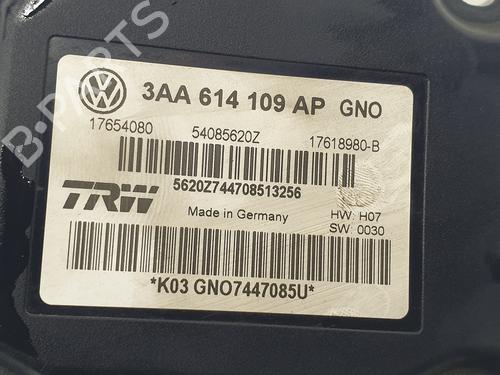 B-PARTS
3AA 614 109 AP GNO
17654080 54085620Z 17618980-B
5620Z744708513256
TRW
Made in Germany
HW: H07
SW: 0030
*K03 GNO7447085U*